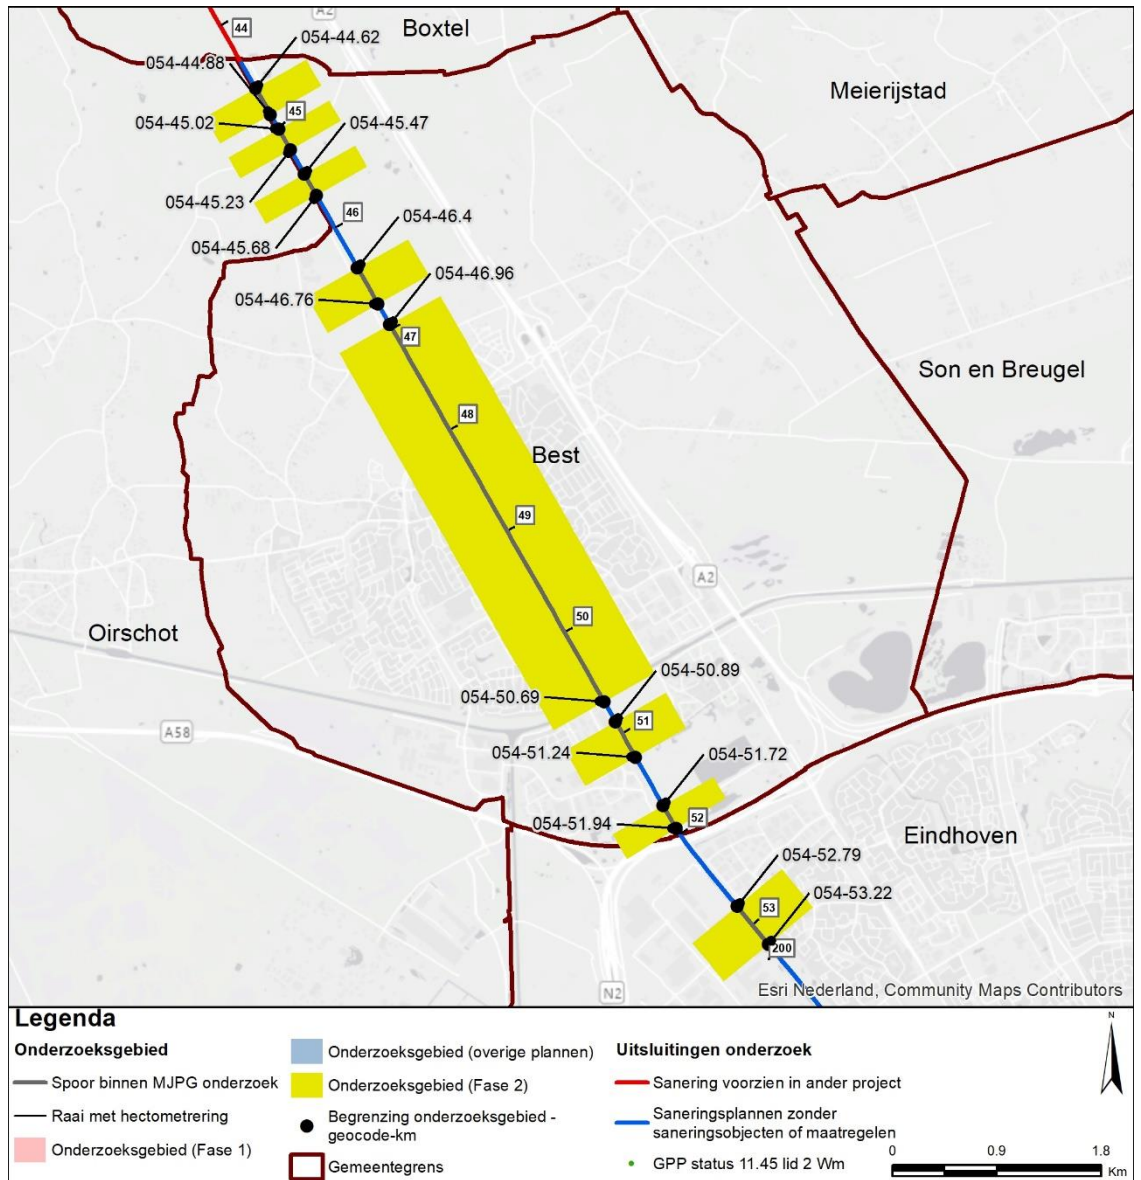 A2
44
054-44.62
Boxtel
054-44.88
Meierijstad
45
054-45.02
054-45.47
054-45.23
46
054-46.4
054-45.68
054-46.96
054-46.76
47
Son en Breugel
48
Best
49
A2
50
Oirschot
054-50.89
054-50.69
51
A58
054-51.24
054-51.72
52
054-51.94
Eindhoven
054-52.79
054-53.22
53
200
N2
Esri Nederland, Community Maps Contributors
Legenda
Onderzoeksgebied
Spoor binnen MJPG onderzoek
Raai met hectometrering
Onderzoeksgebied (Fase 1)
Onderzoeksgebied (overige plannen)
Onderzoeksgebied (Fase 2)
Begrenzing onderzoeksgebied -
geocode-km
Gemeentegrens
Uitsluitingen onderzoek
Sanering voorzien in ander project
Saneringsplannen zonder
saneringsobjecten of maatregelen
GPP status 11.45 lid 2 Wm
N
0 0.9 1.8
Km